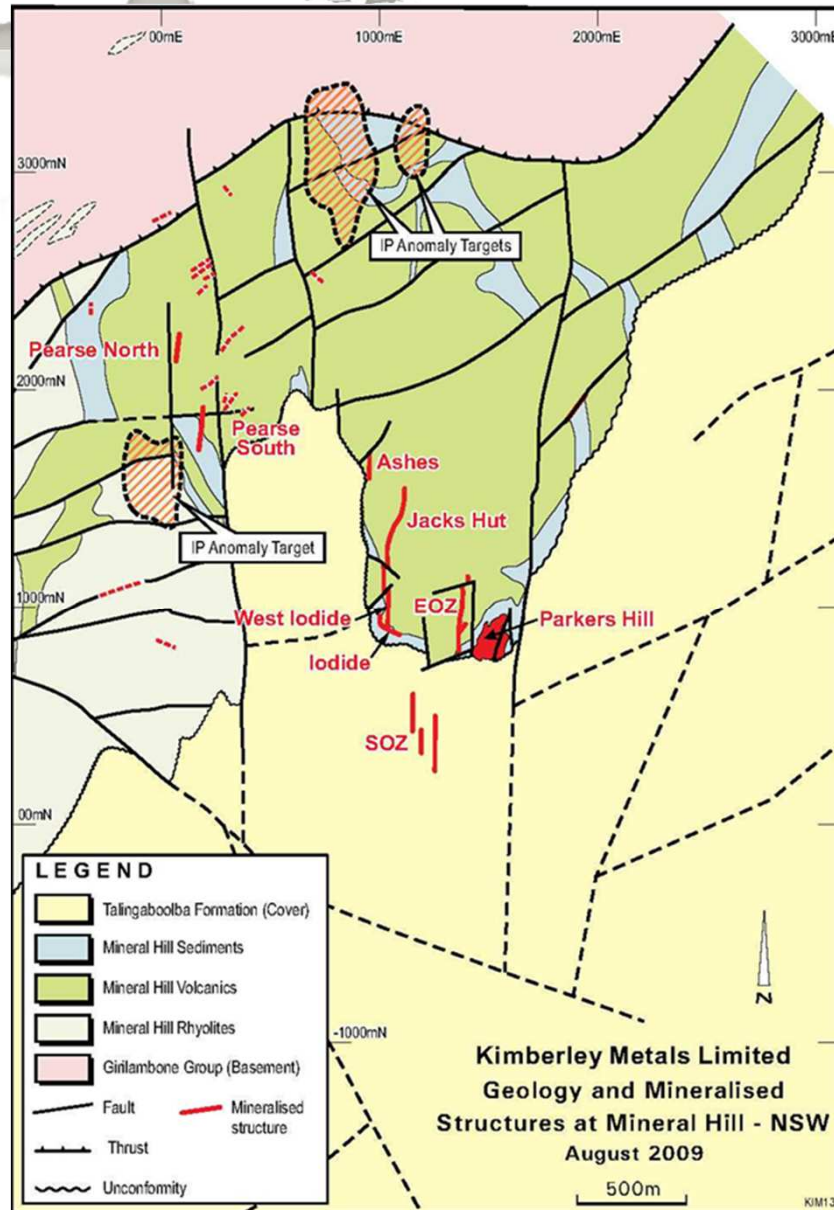 00mE
1000mE
2000mE
3000mE
3000mN
IP Anomaly Targets
Pearse North
2000mN
Pearse
South
Ashes
Jacks Hut
IP Anomaly Target
1000mN
West Iodide
EOZ
Parkers Hill
Iodide
SOZ
00mN
LEGEND
Talingaboolba Formation (Cover)
Mineral Hill Sediments
Mineral Hill Volcanics
Mineral Hill Rhyolites
Girilambone Group (Basement)
Fault
Mineralised
structure
Thrust
Unconformity
-1000mN
N
Kimberley Metals Limited
Geology and Mineralised
Structures at Mineral Hill - NSW
August 2009
500m